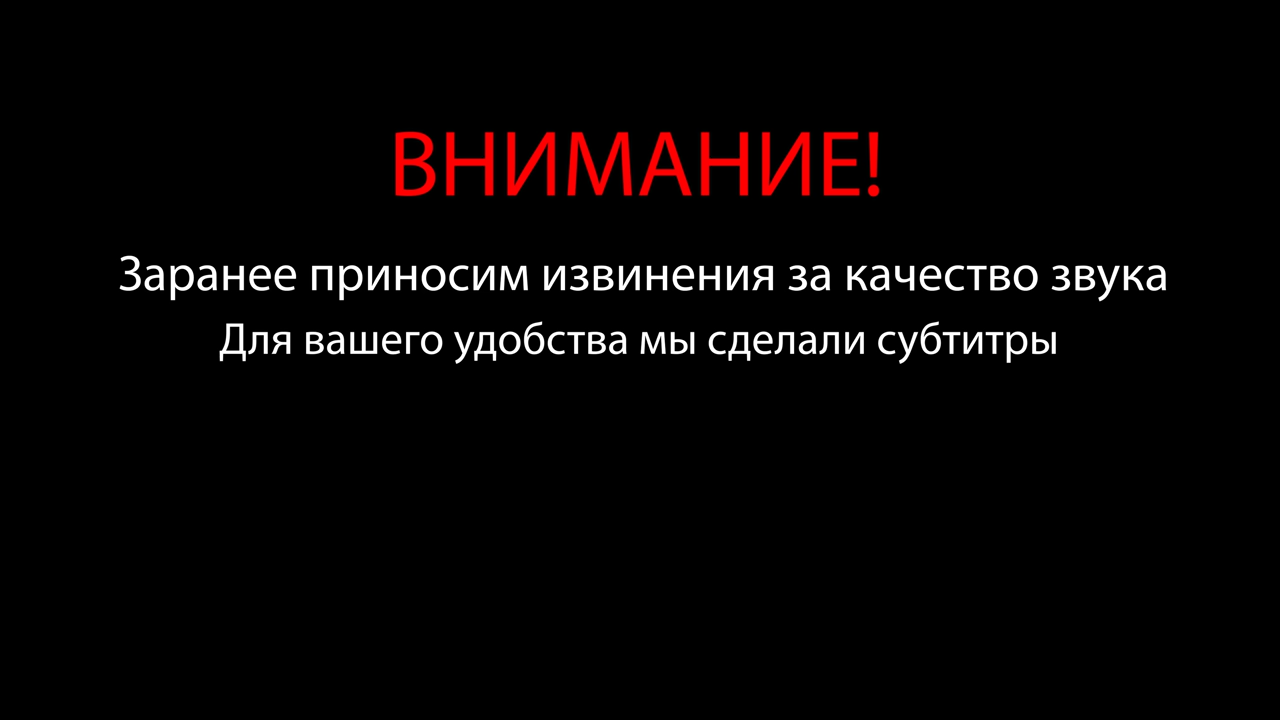 ВНИМАНИЕ!
Заранее приносим извинения за качество звука
Для вашего удобства мы сделали субтитры